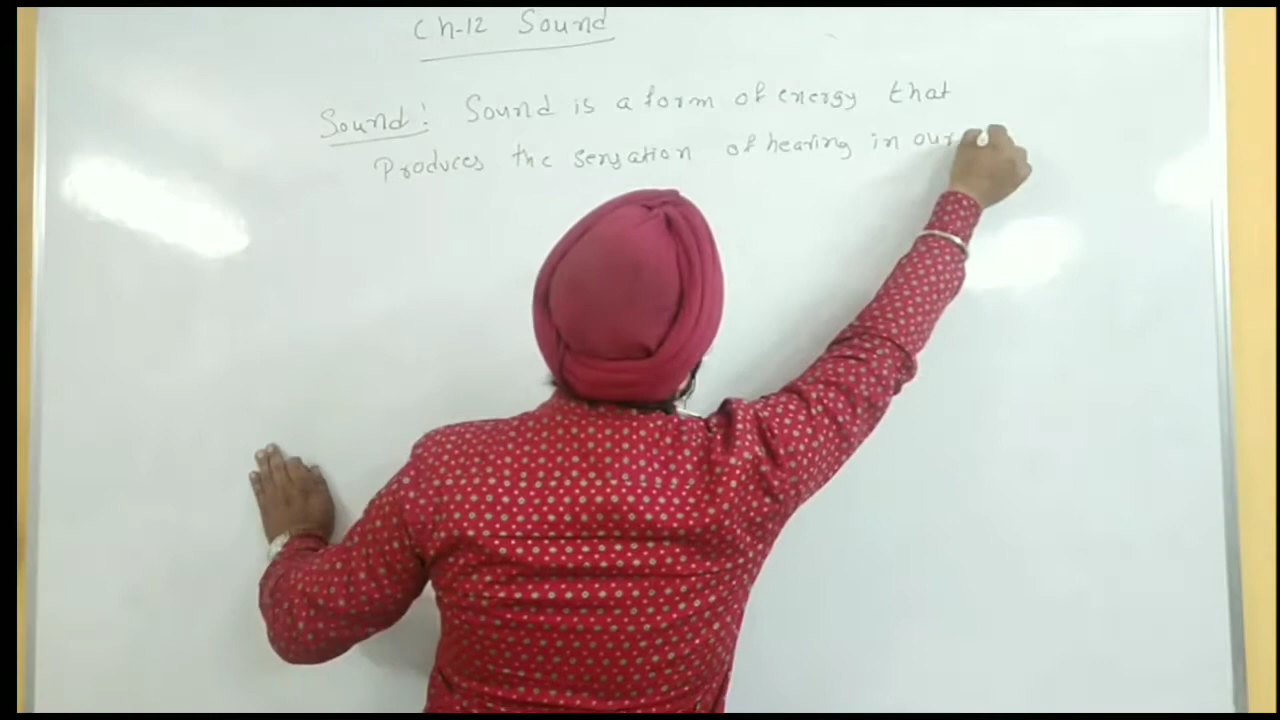 Ch-12 Sound
Sound: Sound is a form of energy that
Produces the sensation of hearing in our